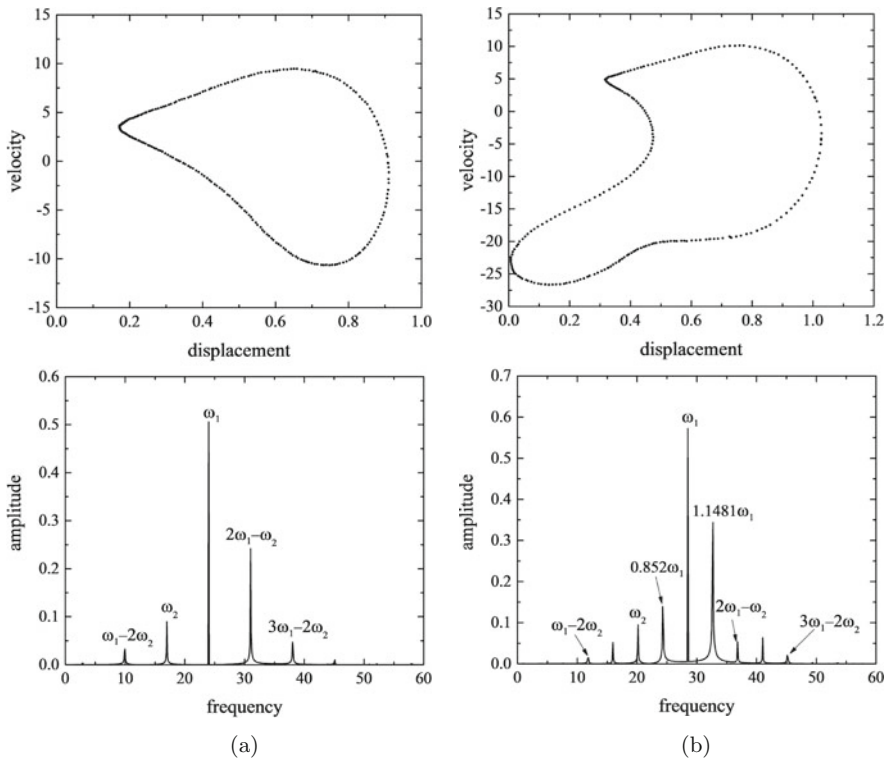 15
10
5
0
-5
-10
-15
velocity
0.0 0.2 0.4 0.6 0.8 1.0
displacement
15
10
5
0
-5
-10
-15
-20
-25
-30
velocity
0.0 0.2 0.4 0.6 0.8 1.0 1.2
displacement
0.6
0.5
0.4
0.3
0.2
0.1
0.0
amplitude
ω1
2ω1−ω2
ω2
3ω1−2ω2
ω1−2ω2
0 10 20 30 40 50 60
frequency
(a)
0.7
0.6
0.5
0.4
0.3
0.2
0.1
0.0
amplitude
ω1
1.1481ω1
0.852ω1
2ω1−ω2
ω2
ω1−2ω2
3ω1−2ω2
0 10 20 30 40 50 60
frequency
(b)